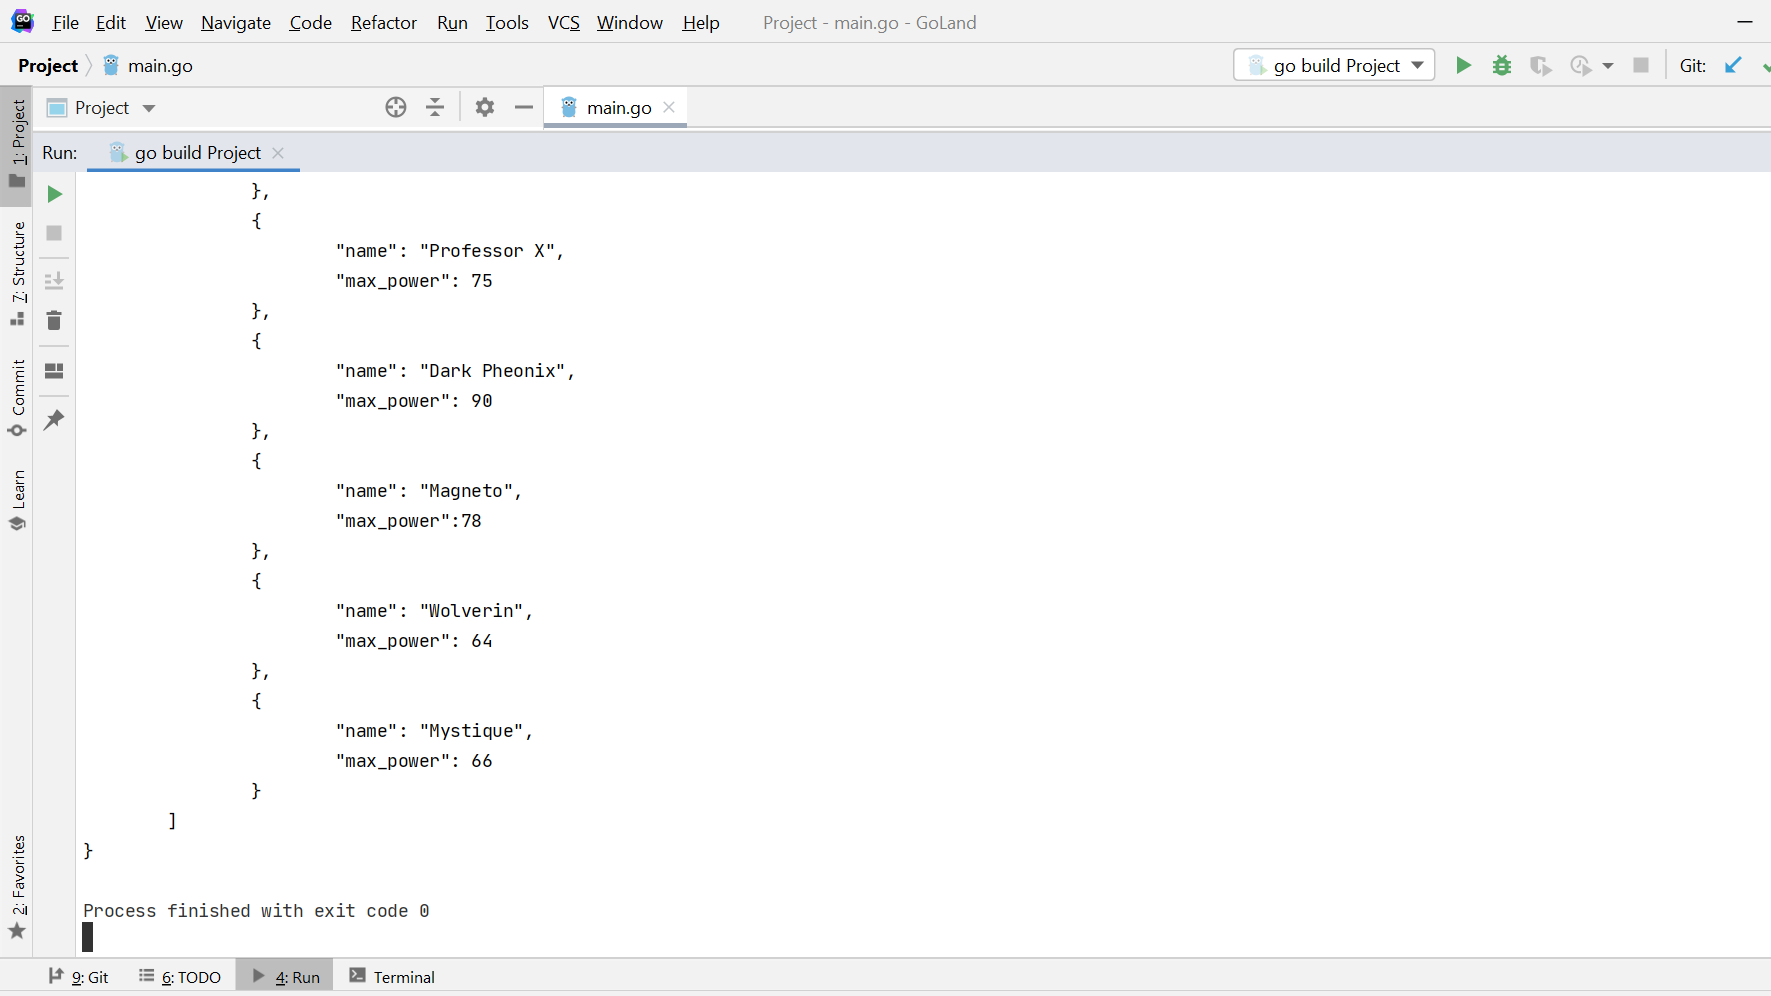 GO File Edit View Navigate Code Refactor Run Tools VCS Window Help Project - main.go - GoLand
Project main.go go build Project Git:
1: Project
Project main.go
Run: go build Project
},
{
"name": "Professor X",
"max_power": 75
},
{
"name": "Dark Pheonix",
"max_power": 90
},
{
"name": "Magneto",
"max_power":78
},
{
"name": "Wolverin",
"max_power": 64
},
{
"name": "Mystique",
"max_power": 66
}
]
}
Process finished with exit code 0
7: Structure
Commit
Learn
2: Favorites
9: Git 6: TODO 4: Run Terminal